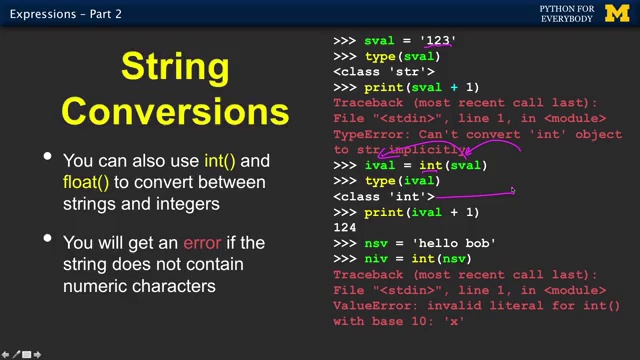 Expressions – Part 2
PYTHON FOR
EVERYBODY
M
String
Conversions
• You can also use int() and
float() to convert between
strings and integers
• You will get an error if the
string does not contain
numeric characters
>>> sval = '123'
>>> type(sval)
<class 'str'>
>>> print(sval + 1)
Traceback (most recent call last):
File "<stdin>", line 1, in <module>
TypeError: Can't convert 'int' object
to str implicitly
>>> ival = int(sval)
>>> type(ival)
<class 'int'>
>>> print(ival + 1)
124
>>> nsv = 'hello bob'
>>> niv = int(nsv)
Traceback (most recent call last):
File "<stdin>", line 1, in <module>
ValueError: invalid literal for int()
with base 10: 'x'